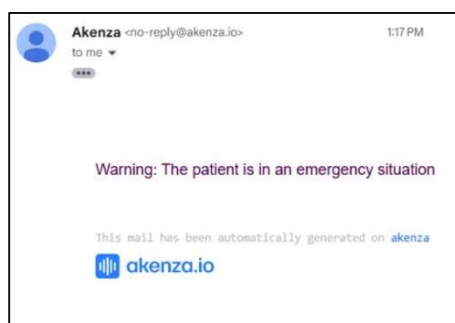 Akenza <no-reply@akenza.io> 1:17 PM
to me
Warning: The patient is in an emergency situation
This mail has been automatically generated on akenza
akenza.io